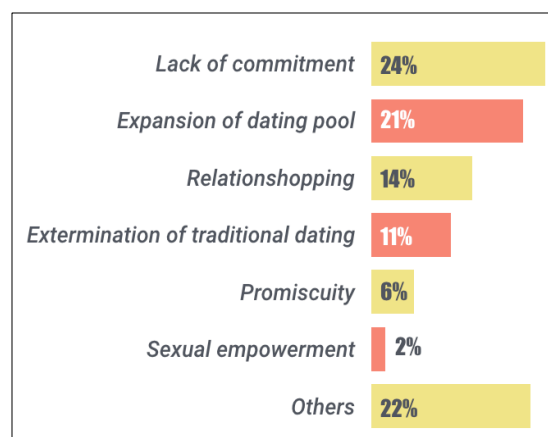 Lack of commitment 24%
Expansion of dating pool 21%
Relationshopping 14%
Extermination of traditional dating 11%
Promiscuity 6%
Sexual empowerment 2%
Others 22%